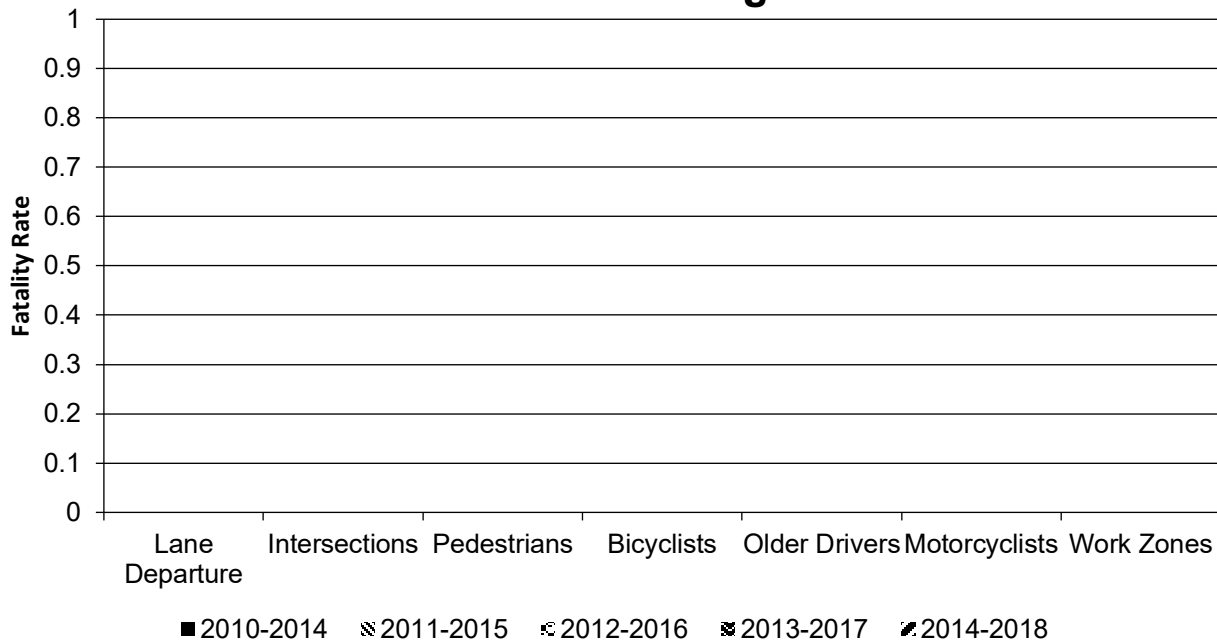 1
0.9
0.8
0.7
0.6
0.5
0.4
0.3
0.2
0.1
0
Fatality Rate
Lane Departure
Intersections
Pedestrians
Bicyclists
Older Drivers
Motorcyclists
Work Zones
2010-2014
2011-2015
2012-2016
2013-2017
2014-2018